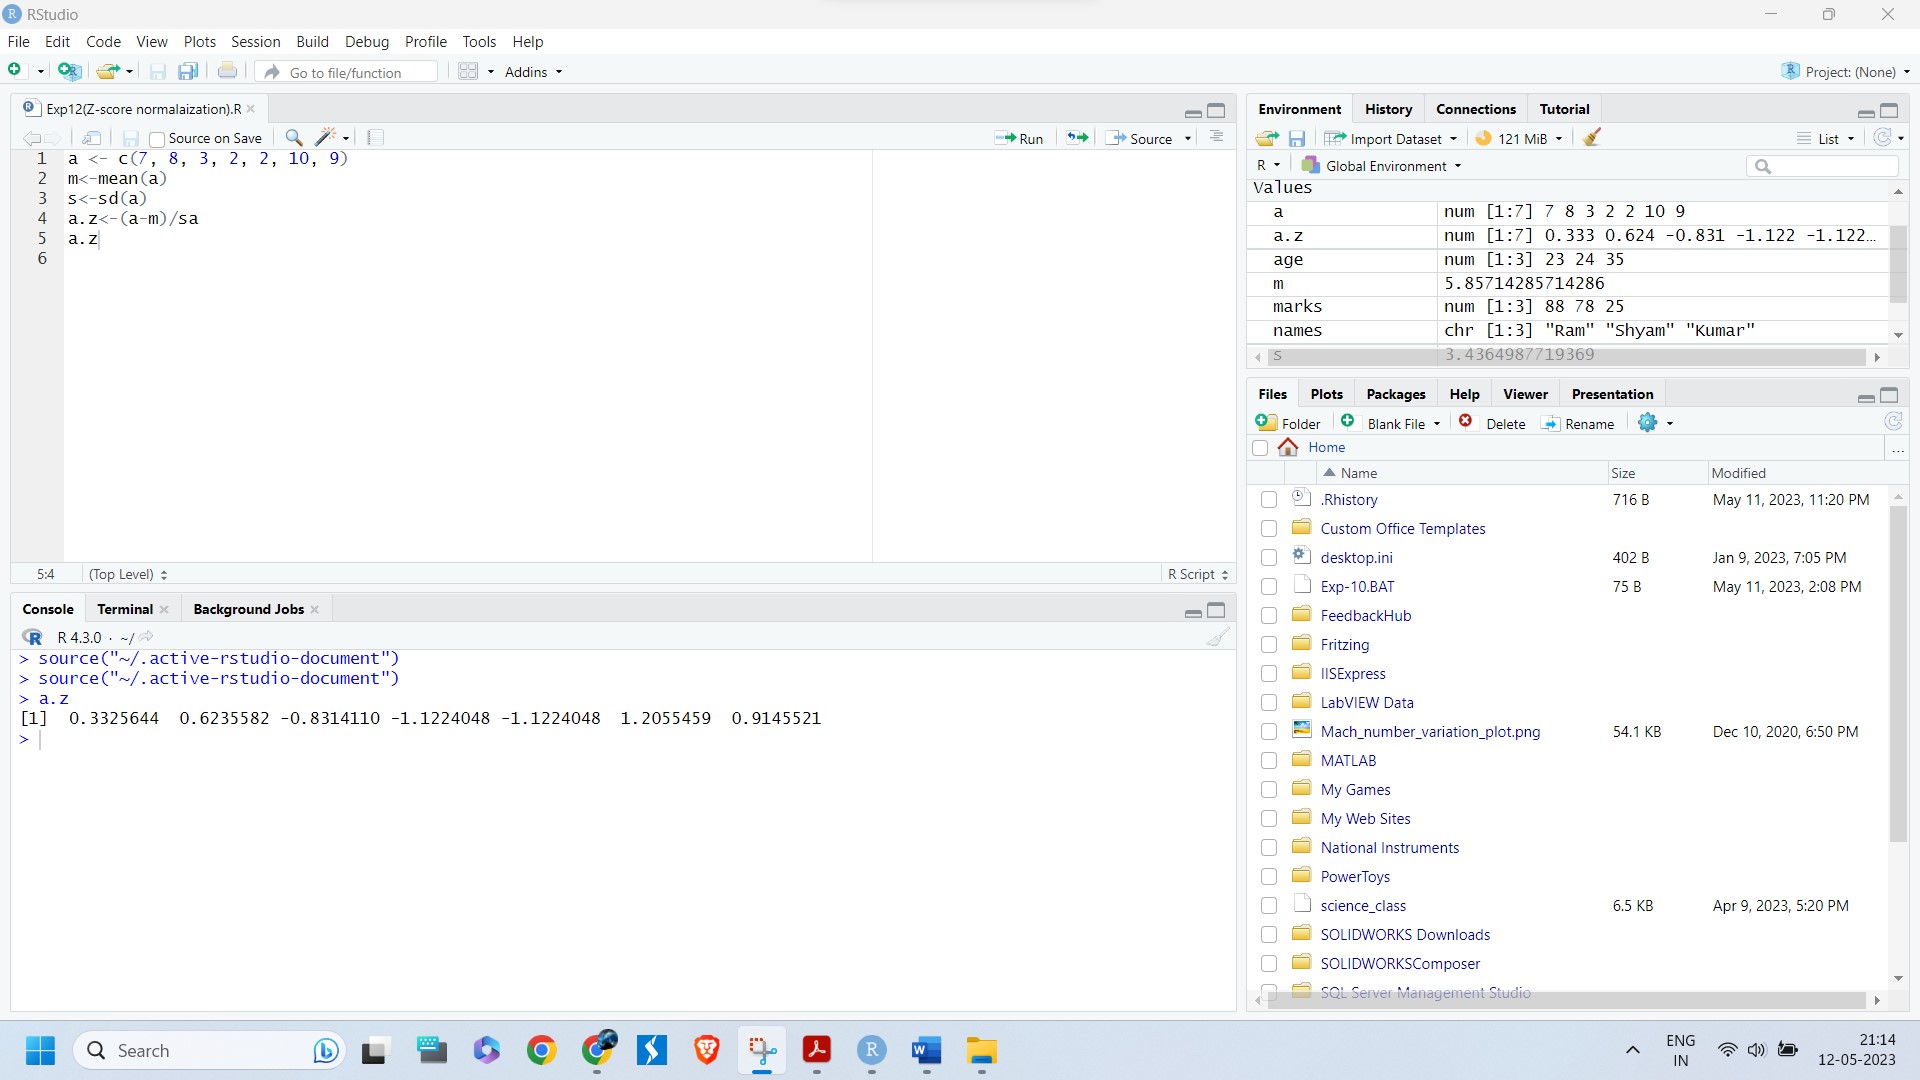 RStudio
File Edit Code View Plots Session Build Debug Profile Tools Help
Go to file/function Addins Project: (None)
Exp12(Z-score normalaization).R
Source on Save Run Source
1 a <- c(7, 8, 3, 2, 2, 10, 9)
2 m<-mean(a)
3 s<-sd(a)
4 a.z<-(a-m)/sa
5 a.z
6
5:4 (Top Level) R Script
Console Terminal Background Jobs
R 4.3.0 · ~/
> source("~/.active-rstudio-document")
> source("~/.active-rstudio-document")
> a.z
[1] 0.3325644 0.6235582 -0.8314110 -1.1224048 -1.1224048 1.2055459 0.9145521
>
Environment History Connections Tutorial
Import Dataset 121 MiB List
R Global Environment
Values
a num [1:7] 7 8 3 2 2 10 9
a.z num [1:7] 0.333 0.624 -0.831 -1.122 -1.122...
age num [1:3] 23 24 35
m 5.85714285714286
marks num [1:3] 88 78 25
names chr [1:3] "Ram" "Shyam" "Kumar"
s 3.4364987719369
Files Plots Packages Help Viewer Presentation
Folder Blank File Delete Rename
Home ...
Name Size Modified
.Rhistory 716 B May 11, 2023, 11:20 PM
Custom Office Templates
desktop.ini 402 B Jan 9, 2023, 7:05 PM
Exp-10.BAT 75 B May 11, 2023, 2:08 PM
FeedbackHub
Fritzing
IISExpress
LabVIEW Data
Mach_number_variation_plot.png 54.1 KB Dec 10, 2020, 6:50 PM
MATLAB
My Games
My Web Sites
National Instruments
PowerToys
science_class 6.5 KB Apr 9, 2023, 5:20 PM
SOLIDWORKS Downloads
SOLIDWORKSComposer
SQL Server Management Studio
Search
ENG
IN
21:14
12-05-2023